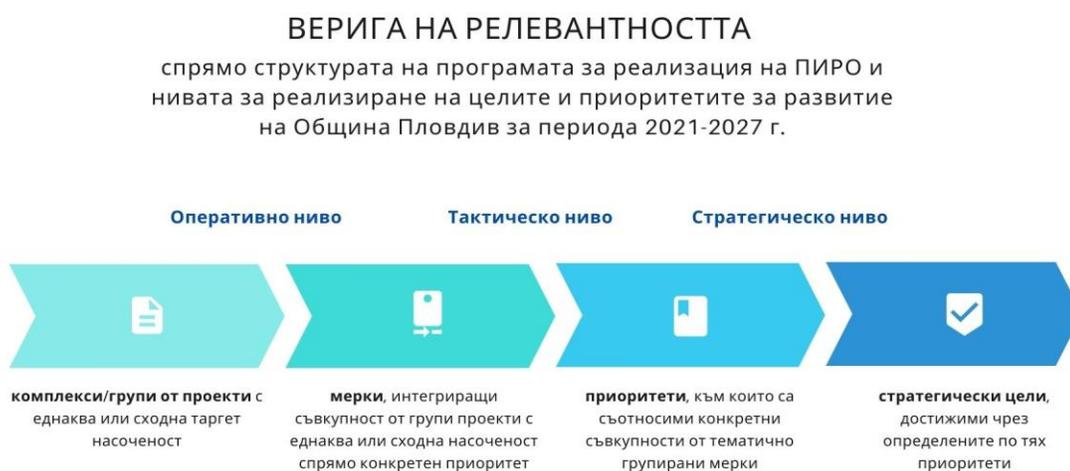 ВЕРИГА НА РЕЛЕВАНТНОСТТА
спрямо структурата на програмата за реализация на ПИРО и
нивата за реализиране на целите и приоритетите за развитие
на Община Пловдив за периода 2021-2027 г.
Оперативно ниво
Тактическо ниво
Стратегическо ниво
комплекси/групи от проекти с
еднаква или сходна таргет
насоченост
мерки, интегриращи
съвкупност от групи проекти с
еднаква или сходна насоченост
спрямо конкретен приоритет
приоритети, към които са
съотносими конкретни
съвкупности от тематично
групирани мерки
стратегически цели,
достижими чрез
определените по тях
приоритети